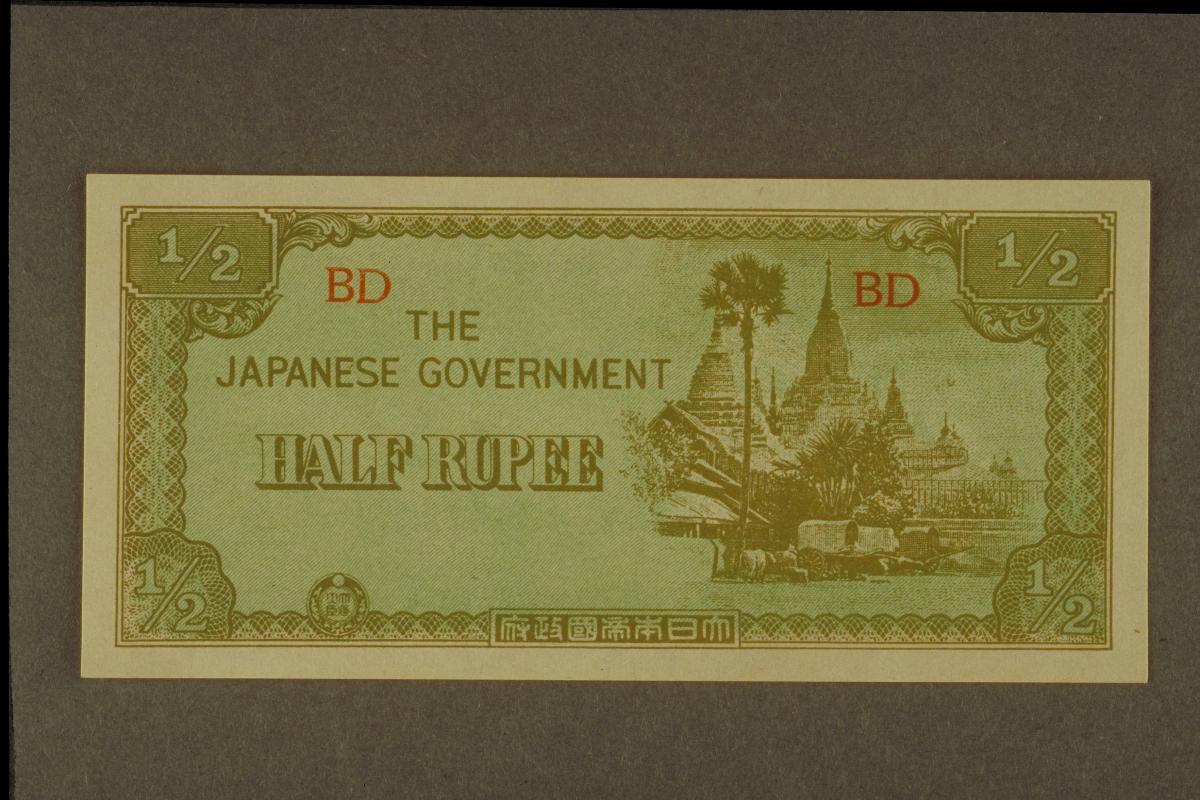 1/2
1/2
BD
BD
THE
JAPANESE GOVERNMENT
HALF RUPEE
1/2
1/2
府政國帝本日大